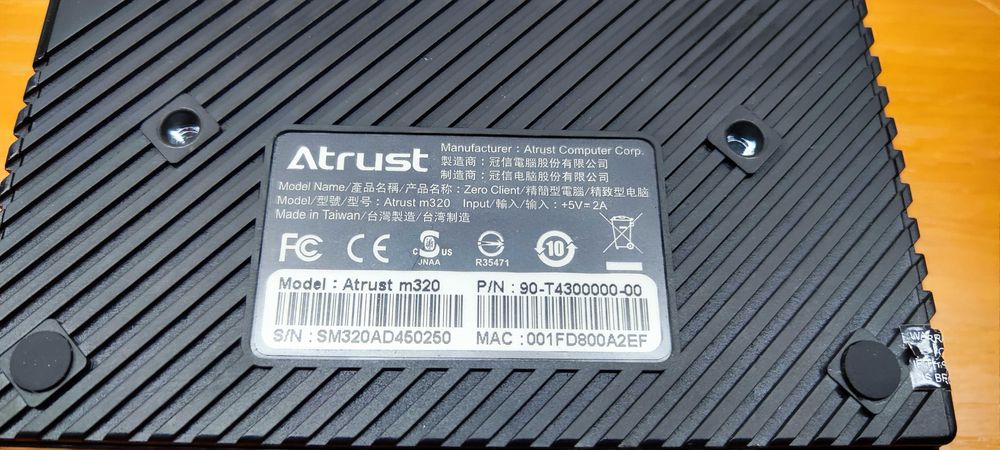 Atrust
Manufacturer : Atrust Computer Corp.
製造商 : 冠信電腦股份有限公司
制造商 : 冠信电脑股份有限公司
Model Name/產品名稱/产品名称 : Zero Client/精簡型電腦/精致型电脑
Model/型號/型号 : Atrust m320 Input/輸入/输入 : +5V⎓2A
Made in Taiwan/台灣製造/台湾制造
FC CE C US 10
JNAA R35471
Model : Atrust m320 P/N : 90-T4300000-00
S/N : SM320AD450250 MAC : 001FD800A2EF